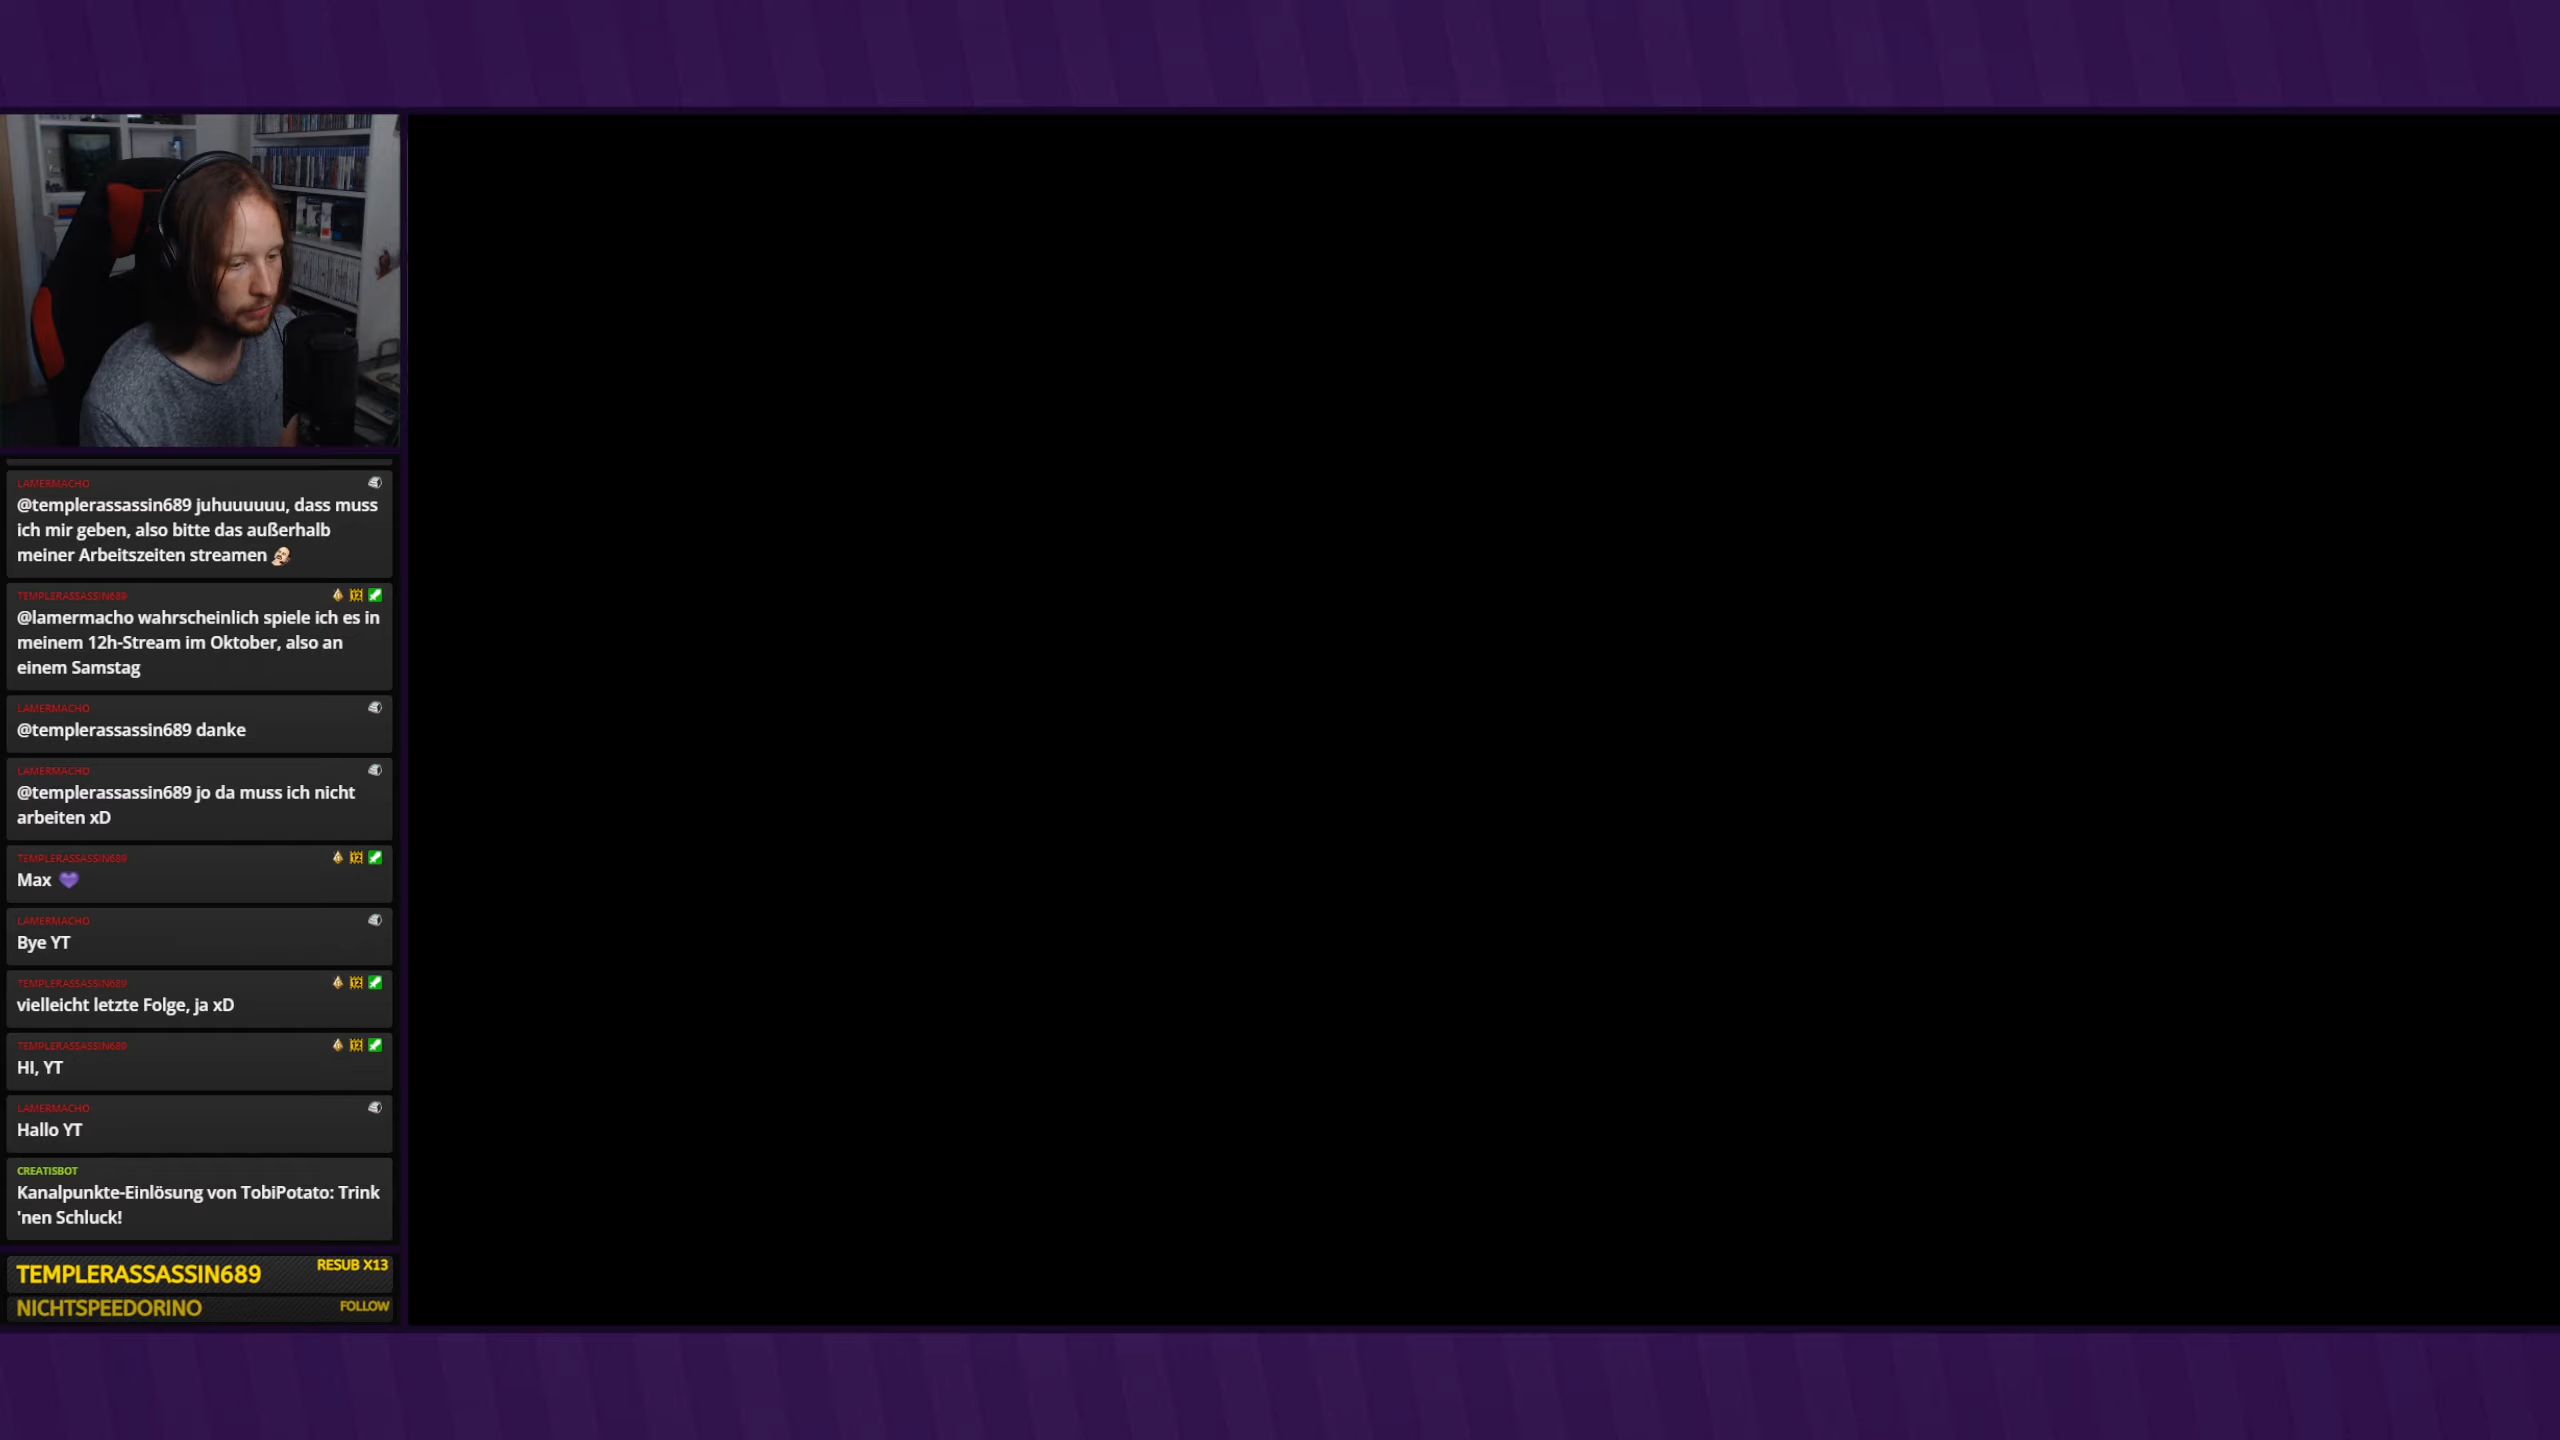 LAMERMACHO
@templerassassin689 juhuuuuuu, dass muss
ich mir geben, also bitte das außerhalb
meiner Arbeitszeiten streamen
TEMPLERASSASSIN689
@lamermacho wahrscheinlich spiele ich es in
meinem 12h-Stream im Oktober, also an
einem Samstag
LAMERMACHO
@templerassassin689 danke
LAMERMACHO
@templerassassin689 jo da muss ich nicht
arbeiten xD
TEMPLERASSASSIN689
Max
LAMERMACHO
Bye YT
TEMPLERASSASSIN689
vielleicht letzte Folge, ja xD
TEMPLERASSASSIN689
HI, YT
LAMERMACHO
Hallo YT
CREATISBOT
Kanalpunkte-Einlösung von TobiPotato: Trink
'nen Schluck!
TEMPLERASSASSIN689 RESUB X13
NICHTSPEEDORINO FOLLOW